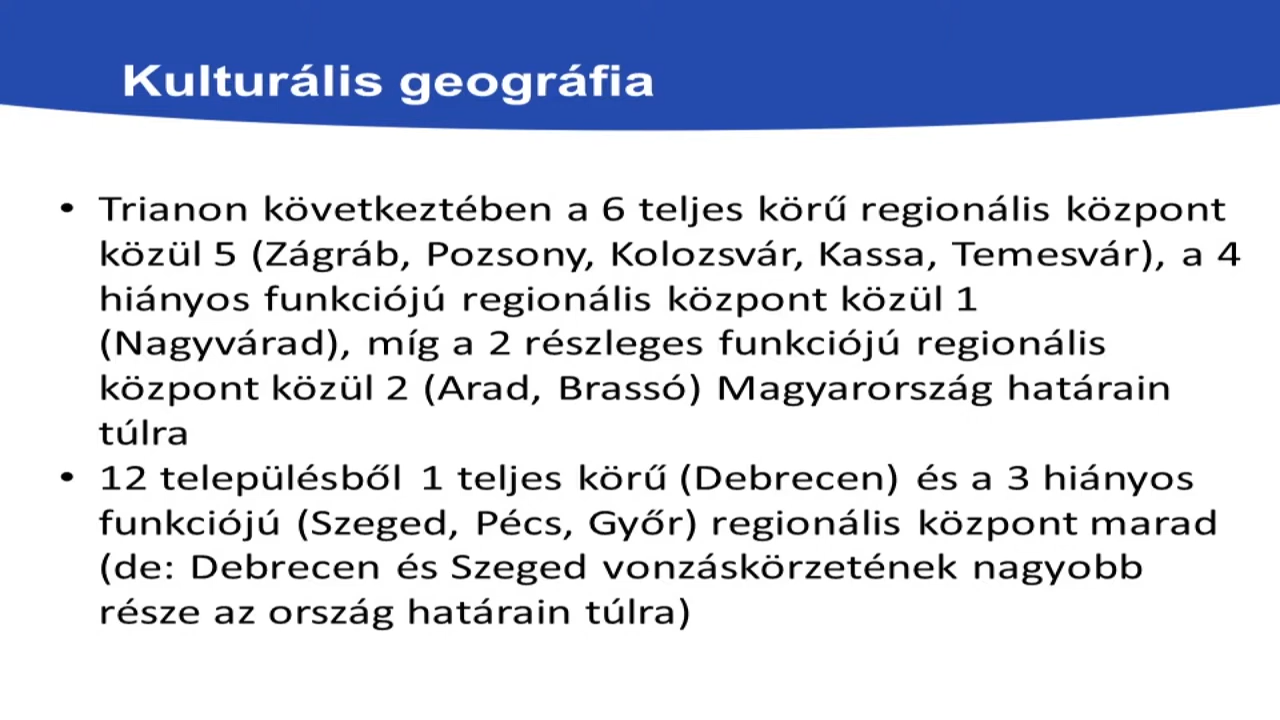 Kulturális geográfia
• Trianon következtében a 6 teljes körű regionális központ
közül 5 (Zágráb, Pozsony, Kolozsvár, Kassa, Temesvár), a 4
hiányos funkciójú regionális központ közül 1
(Nagyvárad), míg a 2 részleges funkciójú regionális
központ közül 2 (Arad, Brassó) Magyarország határain
túlra
• 12 településből 1 teljes körű (Debrecen) és a 3 hiányos
funkciójú (Szeged, Pécs, Győr) regionális központ marad
(de: Debrecen és Szeged vonzáskörzetének nagyobb
része az ország határain túlra)